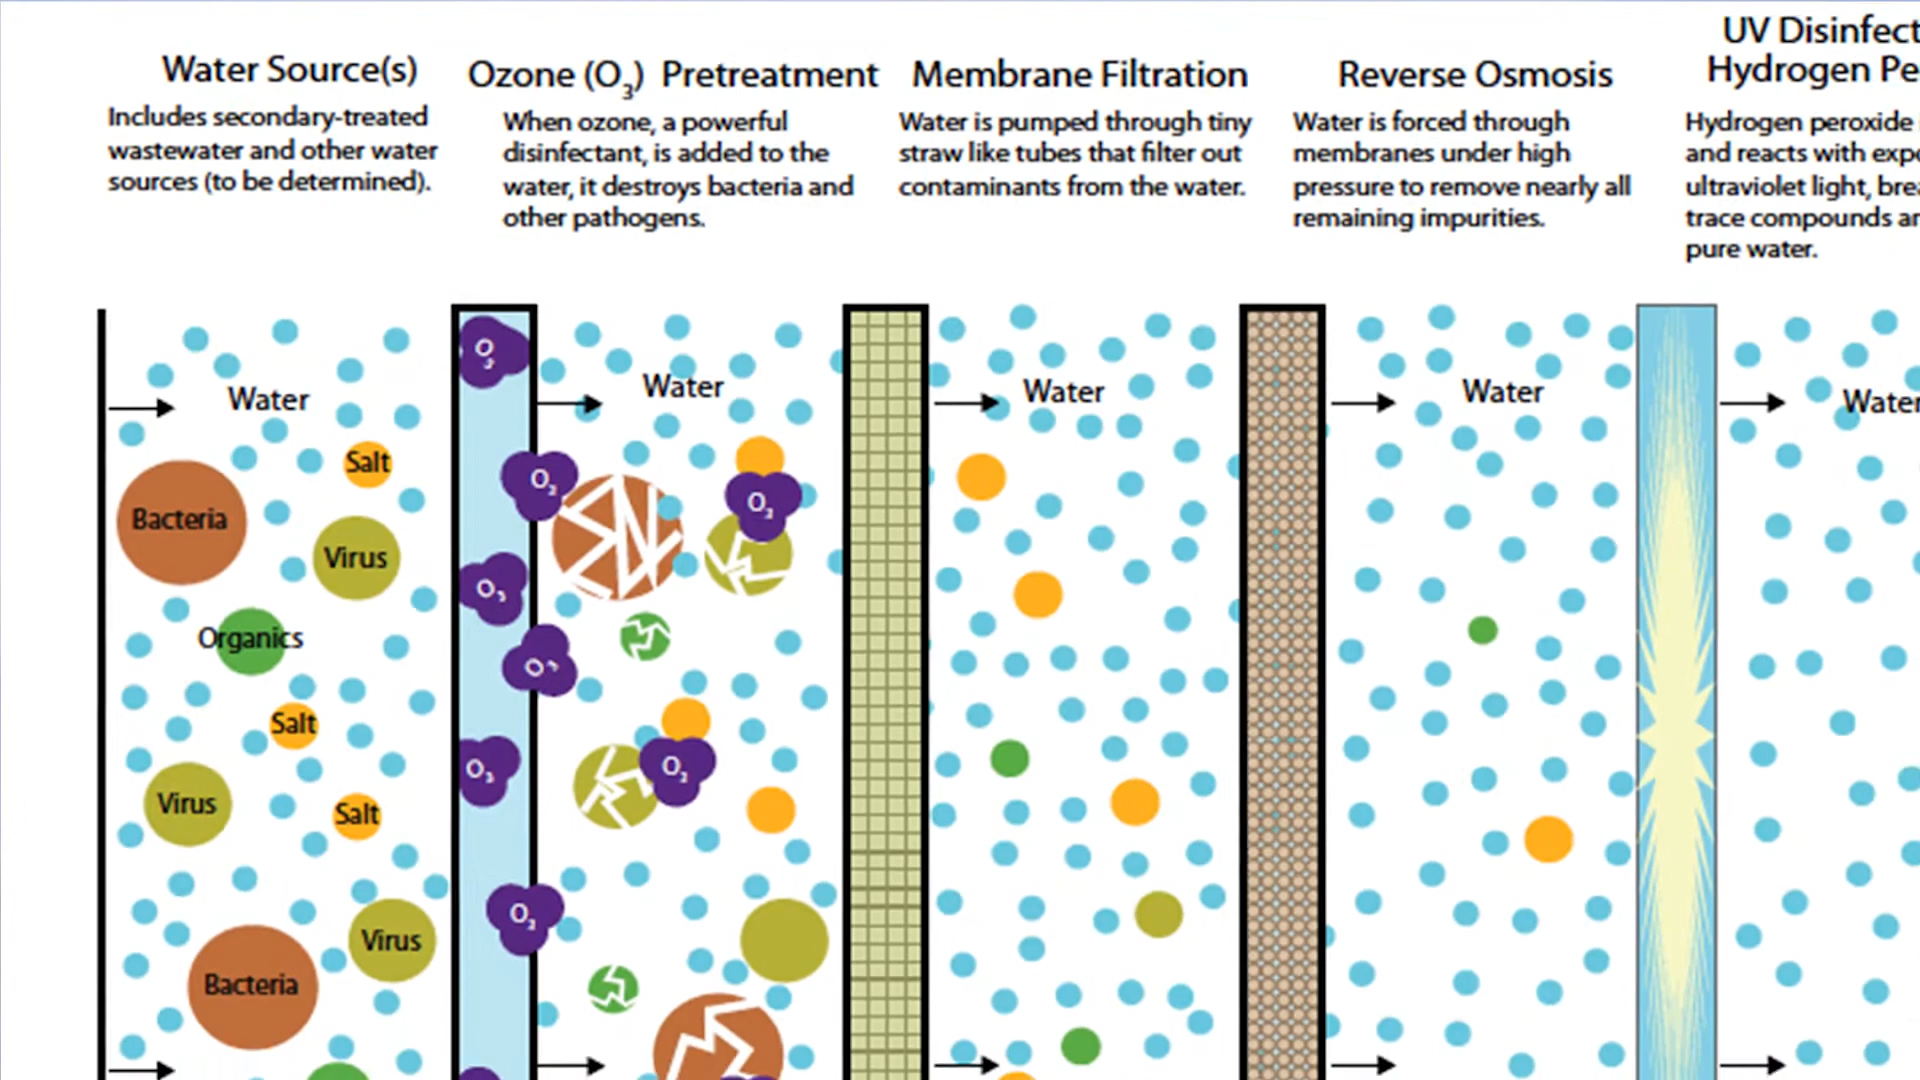 Water Source(s)
Includes secondary-treated
wastewater and other water
sources (to be determined).
Ozone (O3) Pretreatment
When ozone, a powerful
disinfectant, is added to the
water, it destroys bacteria and
other pathogens.
Membrane Filtration
Water is pumped through tiny
straw like tubes that filter out
contaminants from the water.
Reverse Osmosis
Water is forced through
membranes under high
pressure to remove nearly all
remaining impurities.
UV Disinfect
Hydrogen Pe
Hydrogen peroxide
and reacts with expo
ultraviolet light, brea
trace compounds an
pure water.
Water
Salt
Bacteria
Virus
Organics
Salt
Virus
Salt
Virus
Bacteria
O3
O3
O3
O3
O3
O3
Water
O3
O3
Water
Water
Water